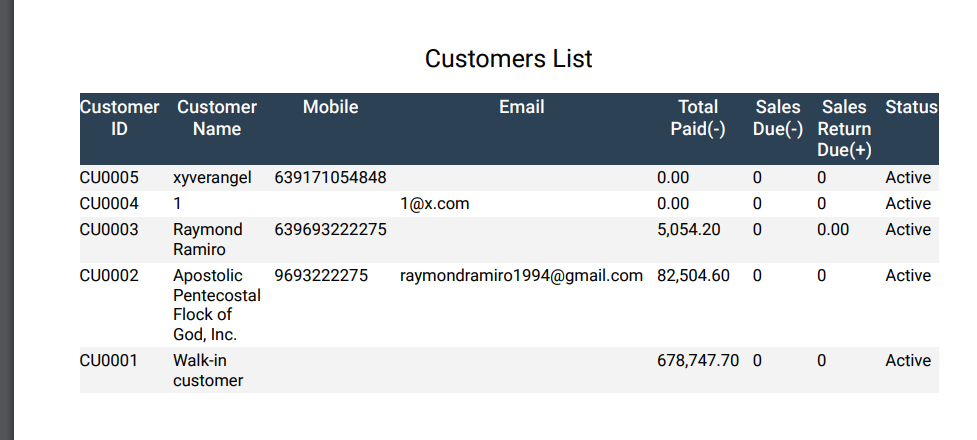 Customers List
Customer ID Customer Name Mobile Email Total Paid(-) Sales Due(-) Sales Return Due(+) Status
CU0005 xyverangel 639171054848 0.00 0 0 Active
CU0004 1 1@x.com 0.00 0 0 Active
CU0003 Raymond Ramiro 639693222275 5,054.20 0 0.00 Active
CU0002 Apostolic Pentecostal Flock of God, Inc. 9693222275 raymondramiro1994@gmail.com 82,504.60 0 0 Active
CU0001 Walk-in customer 678,747.70 0 0 Active